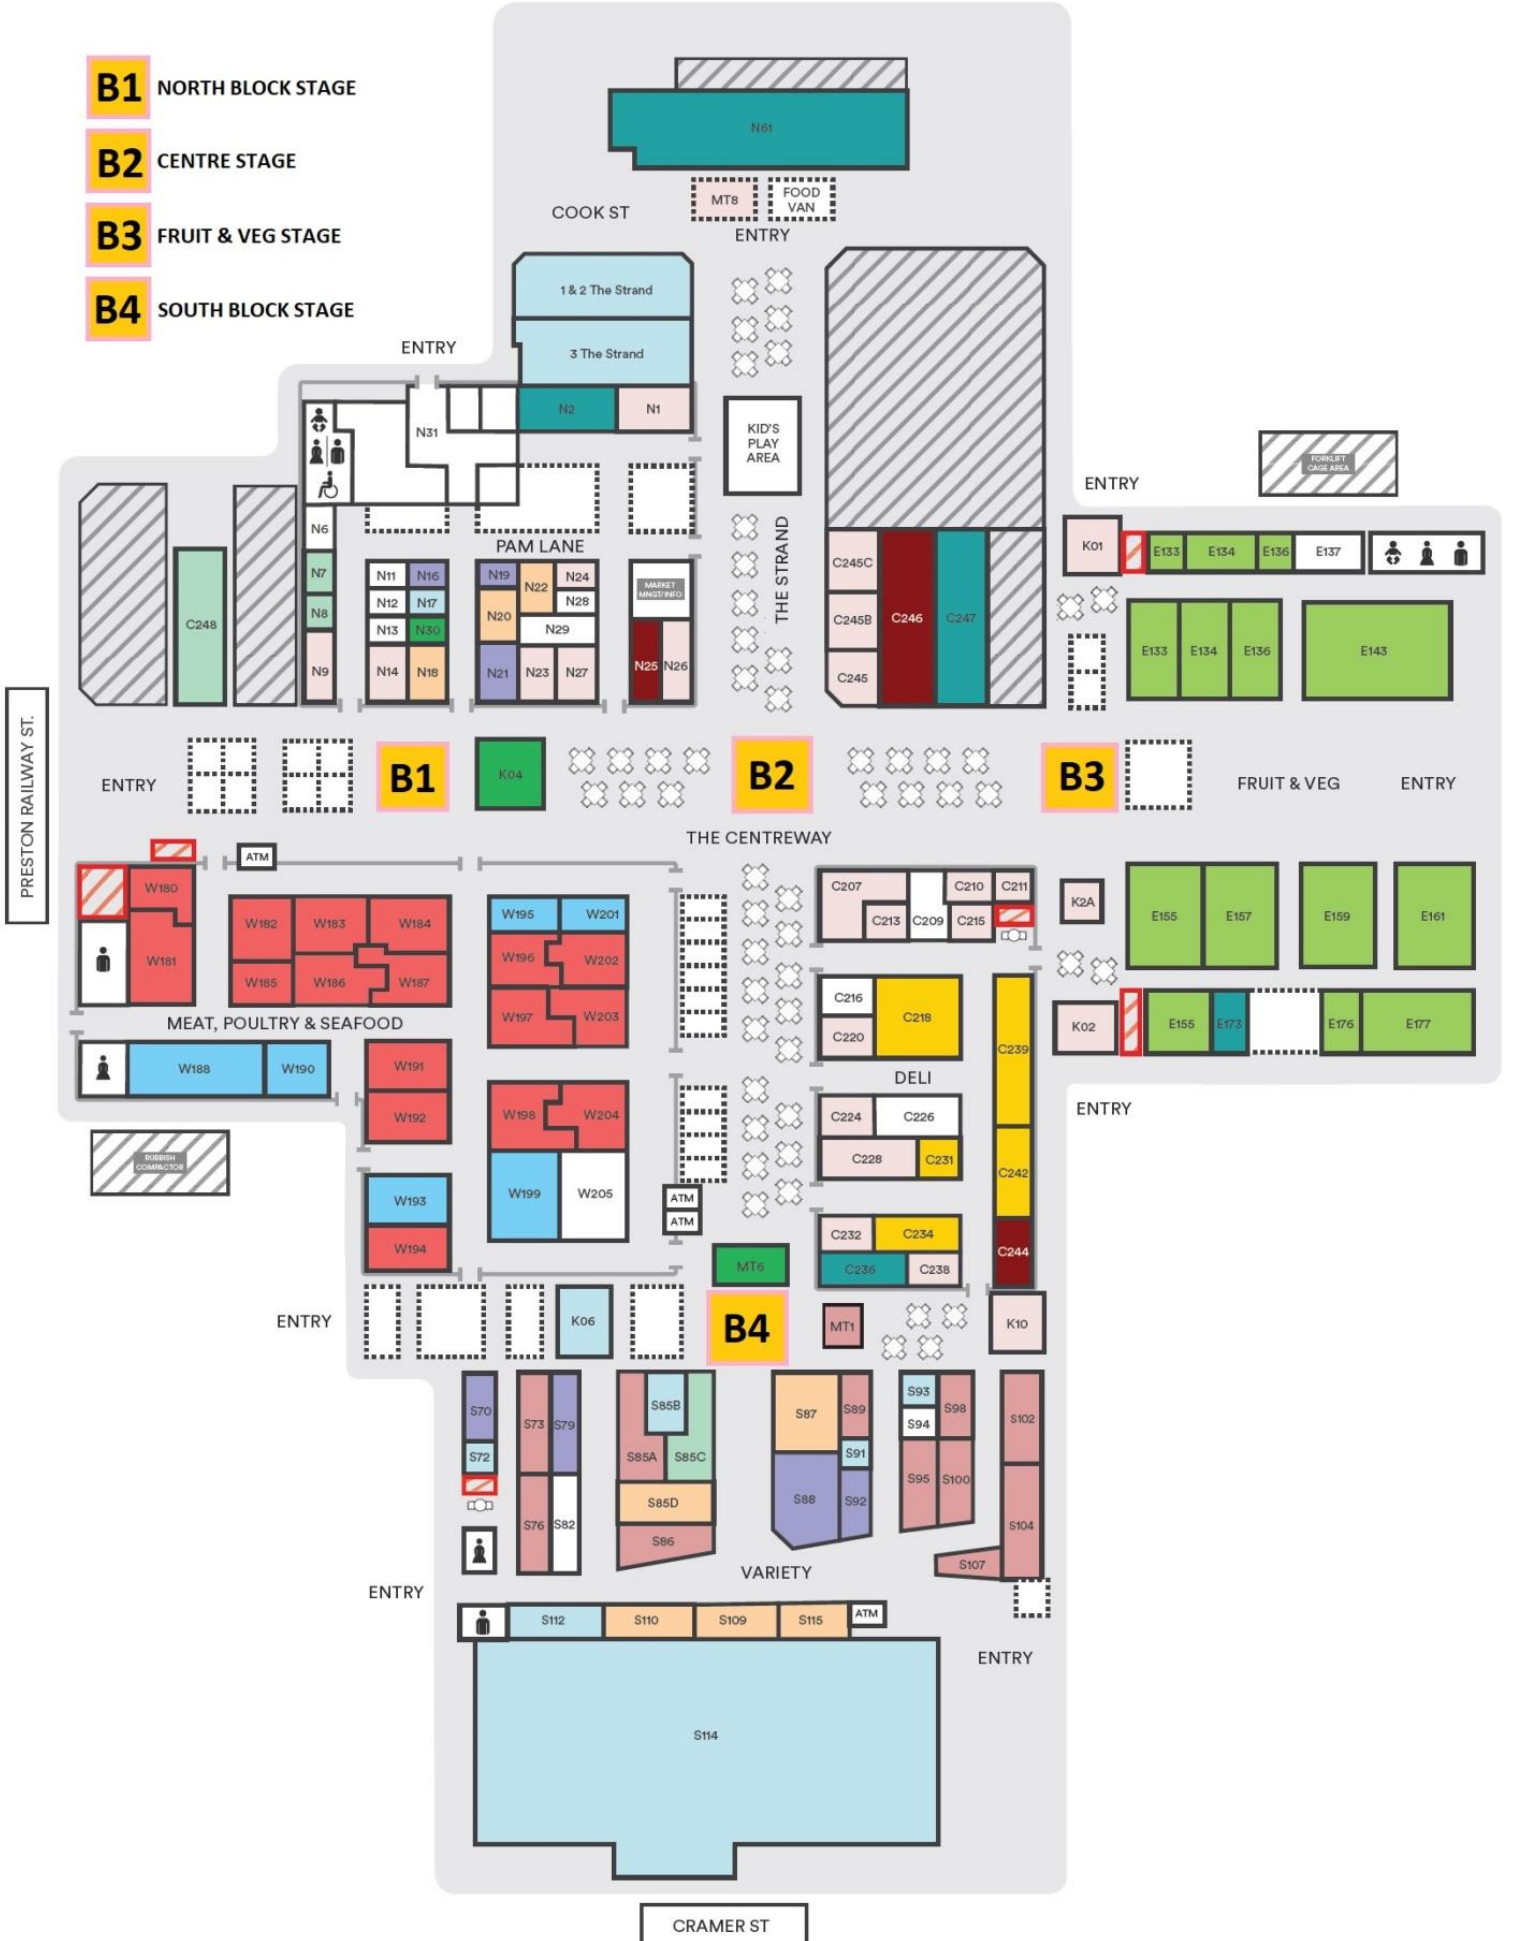 B1 NORTH BLOCK STAGE
B2 CENTRE STAGE
B3 FRUIT & VEG STAGE
B4 SOUTH BLOCK STAGE
N61
MT8
FOOD
VAN
COOK ST
ENTRY
1 & 2 The Strand
3 The Strand
ENTRY
N2
N1
N31
KID'S
PLAY
AREA
FORKLIFT
CAGE AREA
ENTRY
N6
PAM LANE
THE STRAND
K01
E133
E134
E136
E137
N7
N8
N9
C248
N11
N16
N12
N17
N13
N30
N14
N18
N19
N22
N24
N28
N20
N29
N21
N23
N27
MARKET
MNGT/INFO
N25
N26
C245C
C245B
C245
C246
C247
E133
E134
E136
E143
PRESTON RAILWAY ST.
ENTRY
B1
K04
B2
B3
FRUIT & VEG
ENTRY
THE CENTREWAY
ATM
W180
W181
W182
W183
W184
W185
W186
W187
W195
W201
W196
W202
W197
W203
C207
C210
C211
C213
C209
C215
K2A
E155
E157
E159
E161
MEAT, POULTRY & SEAFOOD
W188
W190
W191
W192
C216
C218
C220
C239
K02
E155
E173
E176
E177
DELI
ENTRY
RUBBISH
COMPACTOR
W198
W204
W193
W194
W199
W205
ATM
ATM
C224
C226
C228
C231
C242
C232
C234
C236
C238
C244
MT6
ENTRY
K06
B4
MT1
K10
S70
S72
S73
S79
S76
S82
S85B
S85A
S85C
S85D
S86
S87
S89
S91
S88
S92
S93
S94
S98
S95
S100
S102
S104
S107
VARIETY
ENTRY
S112
S110
S109
S115
ATM
ENTRY
S114
CRAMER ST